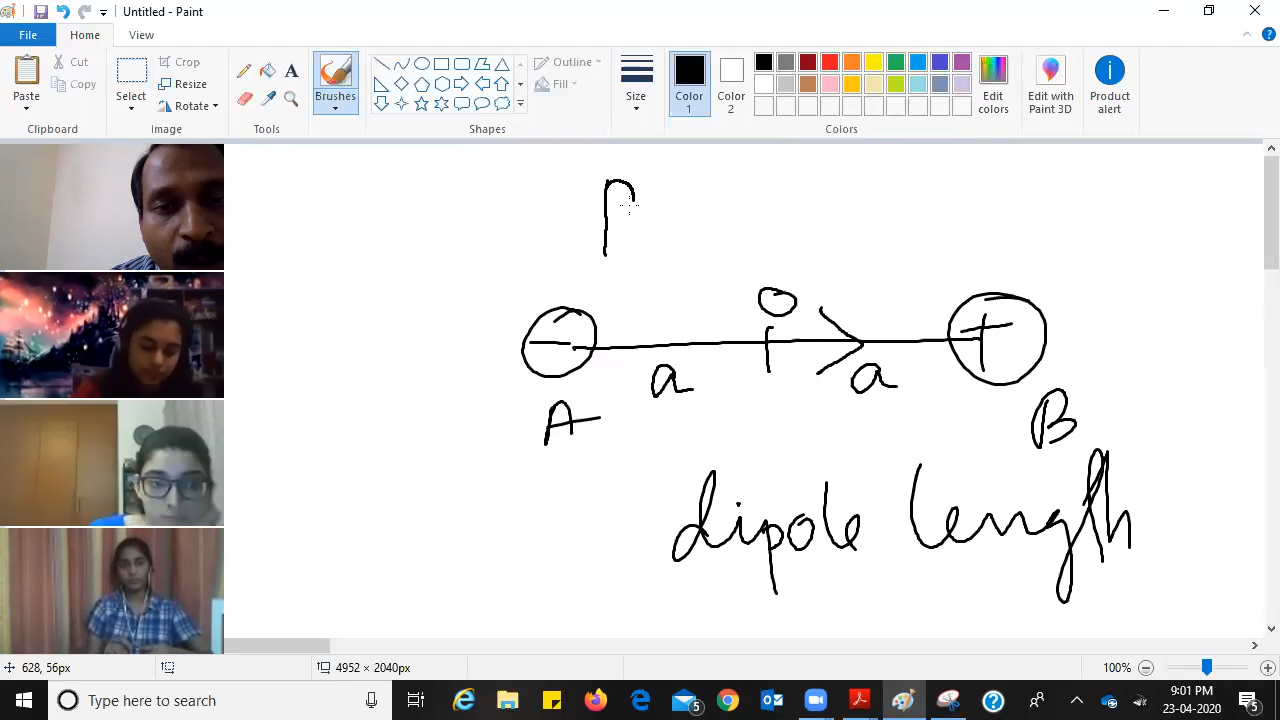 Untitled - Paint
File Home View
Paste
Cut
Copy
Clipboard
Select
Crop
Resize
Rotate
Image
Tools
Brushes
Shapes
Outline
Fill
Size
Color 1
Color 2
Edit colors
Colors
Edit with Paint 3D
Product alert
O
a a
A B
dipole length
628, 56px
4952 × 2040px
100%
Type here to search
5
9:01 PM
23-04-2020
5